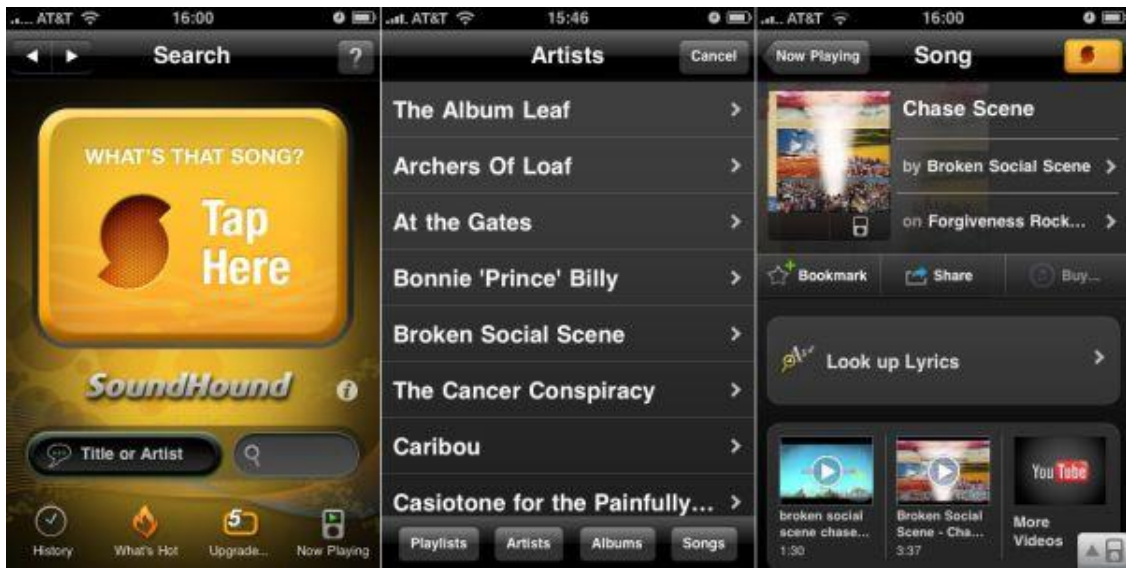 AT&T 16:00
Search
?
WHAT'S THAT SONG?
Tap
Here
SoundHound
i
Title or Artist
History What's Hot 5 Upgrade... Now Playing
AT&T 15:46
Artists Cancel
The Album Leaf
Archers Of Loaf
At the Gates
Bonnie 'Prince' Billy
Broken Social Scene
The Cancer Conspiracy
Caribou
Casiotone for the Painfully...
Playlists Artists Albums Songs
AT&T 16:00
Now Playing Song
Chase Scene
by Broken Social Scene
on Forgiveness Rock...
Bookmark Share Buy...
Look up Lyrics
YouTube
broken social
scene chase...
1:30
Broken Social
Scene - Cha...
3:37
More
Videos